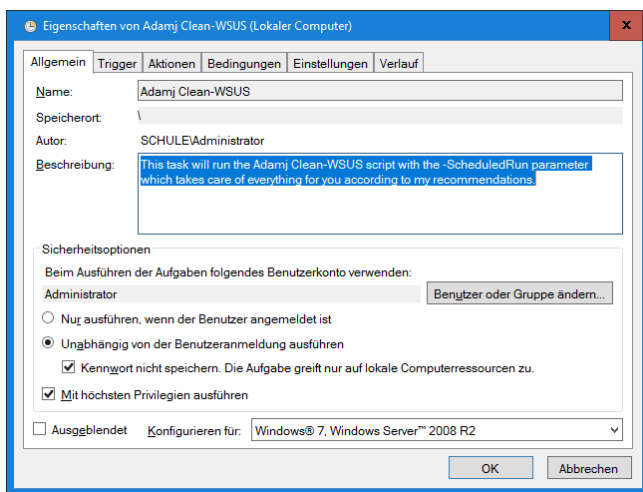 Eigenschaften von Adamj Clean-WSUS (Lokaler Computer)
x
Allgemein Trigger Aktionen Bedingungen Einstellungen Verlauf
Name: Adamj Clean-WSUS
Speicherort: \
Autor: SCHULE\Administrator
Beschreibung: This task will run the Adamj Clean-WSUS script with the -ScheduledRun parameter
which takes care of everything for you according to my recommendations.
Sicherheitsoptionen
Beim Ausführen der Aufgaben folgendes Benutzerkonto verwenden:
Administrator Benutzer oder Gruppe ändern...
Nur ausführen, wenn der Benutzer angemeldet ist
Unabhängig von der Benutzeranmeldung ausführen
Kennwort nicht speichern. Die Aufgabe greift nur auf lokale Computerressourcen zu.
Mit höchsten Privilegien ausführen
Ausgeblendet Konfigurieren für: Windows® 7, Windows Server™ 2008 R2
OK Abbrechen